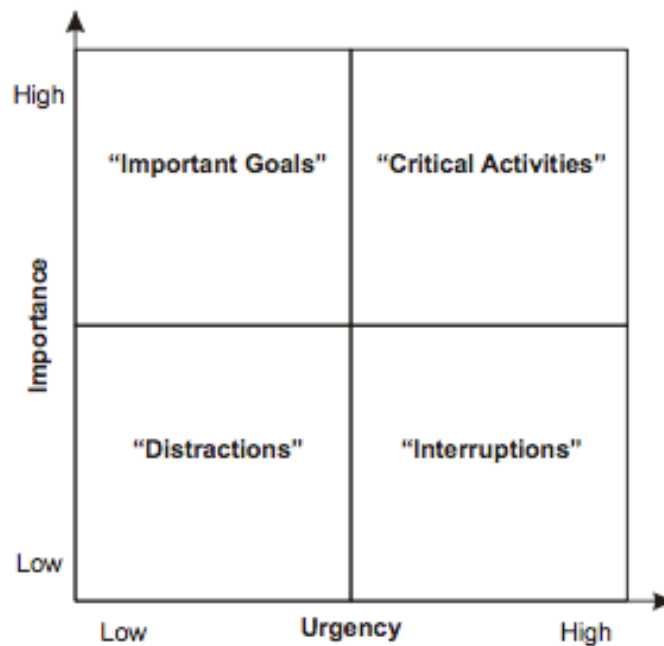 High
“Important Goals”
“Critical Activities”
Importance
“Distractions”
“Interruptions”
Low
Low
Urgency
High